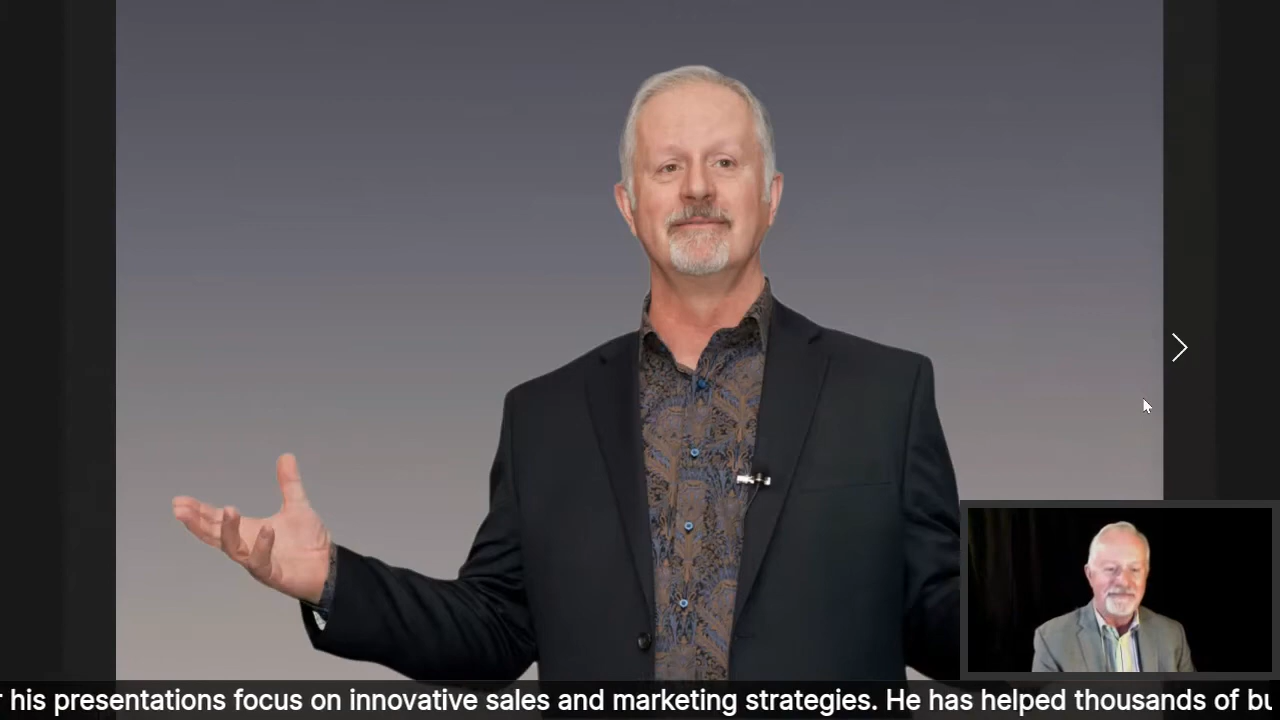 his presentations focus on innovative sales and marketing strategies. He has helped thousands of